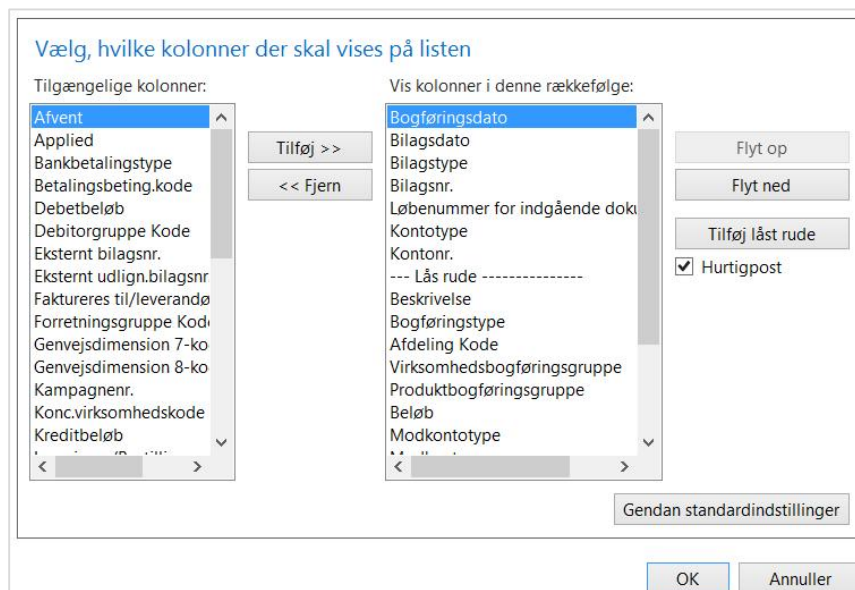 Vælg, hvilke kolonner der skal vises på listen
Tilgængelige kolonner:
Afvent
Applied
Bankbetalingstype
Betalingsbeting.kode
Debetbeløb
Debitorgruppe Kode
Eksternt bilagsnr.
Eksternt udlign.bilagsnr
Faktureres til/leverandø
Forretningsgruppe Kod
Genvejsdimension 7-ko
Genvejsdimension 8-ko
Kampagnenr.
Konc.virksomhedskode
Kreditbeløb
Tilføj >>
<< Fjern
Vis kolonner i denne rækkefølge:
Bogføringsdato
Bilagsdato
Bilagstype
Bilagsnr.
Løbenummer for indgående doku
Kontotype
Kontonr.
--- Lås rude ---------------
Beskrivelse
Bogføringstype
Afdeling Kode
Virksomhedsbogføringsgruppe
Produktbogføringsgruppe
Beløb
Modkontotype
Flyt op
Flyt ned
Tilføj låst rude
Hurtigpost
Gendan standardindstillinger
OK
Annuller